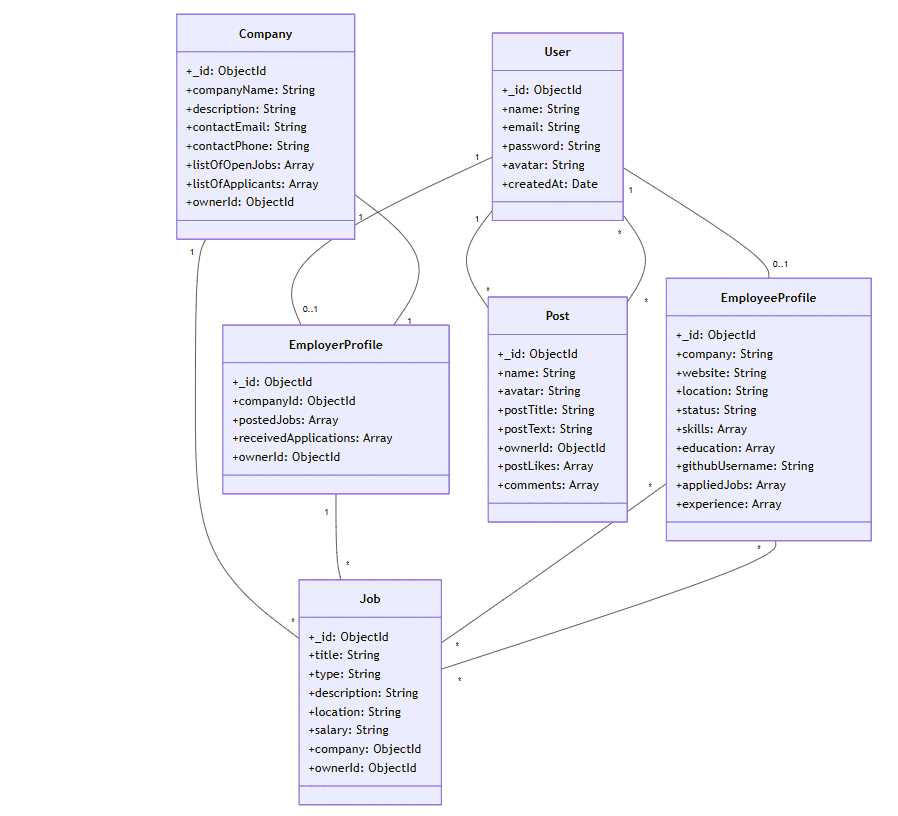 Company
+_id: ObjectId
+companyName: String
+description: String
+contactEmail: String
+contactPhone: String
+listOfOpenJobs: Array
+listOfApplicants: Array
+ownerId: ObjectId
User
+_id: ObjectId
+name: String
+email: String
+password: String
+avatar: String
+createdAt: Date
1
1
1
1
*
1
*
0..1
0..1
1
*
*
EmployerProfile
+_id: ObjectId
+companyId: ObjectId
+postedJobs: Array
+receivedApplications: Array
+ownerId: ObjectId
Post
+_id: ObjectId
+name: String
+avatar: String
+postTitle: String
+postText: String
+ownerId: ObjectId
+postLikes: Array
+comments: Array
EmployeeProfile
+_id: ObjectId
+company: String
+website: String
+location: String
+status: String
+skills: Array
+education: Array
+githubUsername: String
+appliedJobs: Array
+experience: Array
1
*
*
*
*
*
*
Job
+_id: ObjectId
+title: String
+type: String
+description: String
+location: String
+salary: String
+company: ObjectId
+ownerId: ObjectId